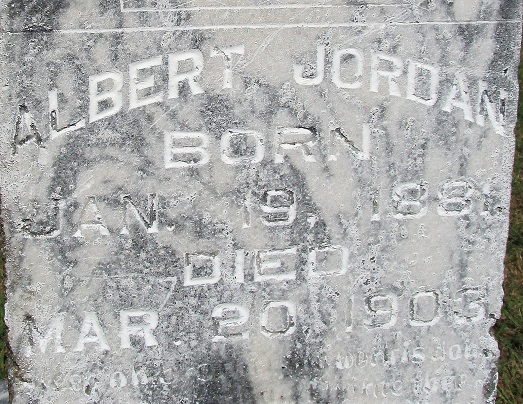 ALBERT JORDAN
BORN
JAN. 19, 1881
DIED
MAR. 20 1903.